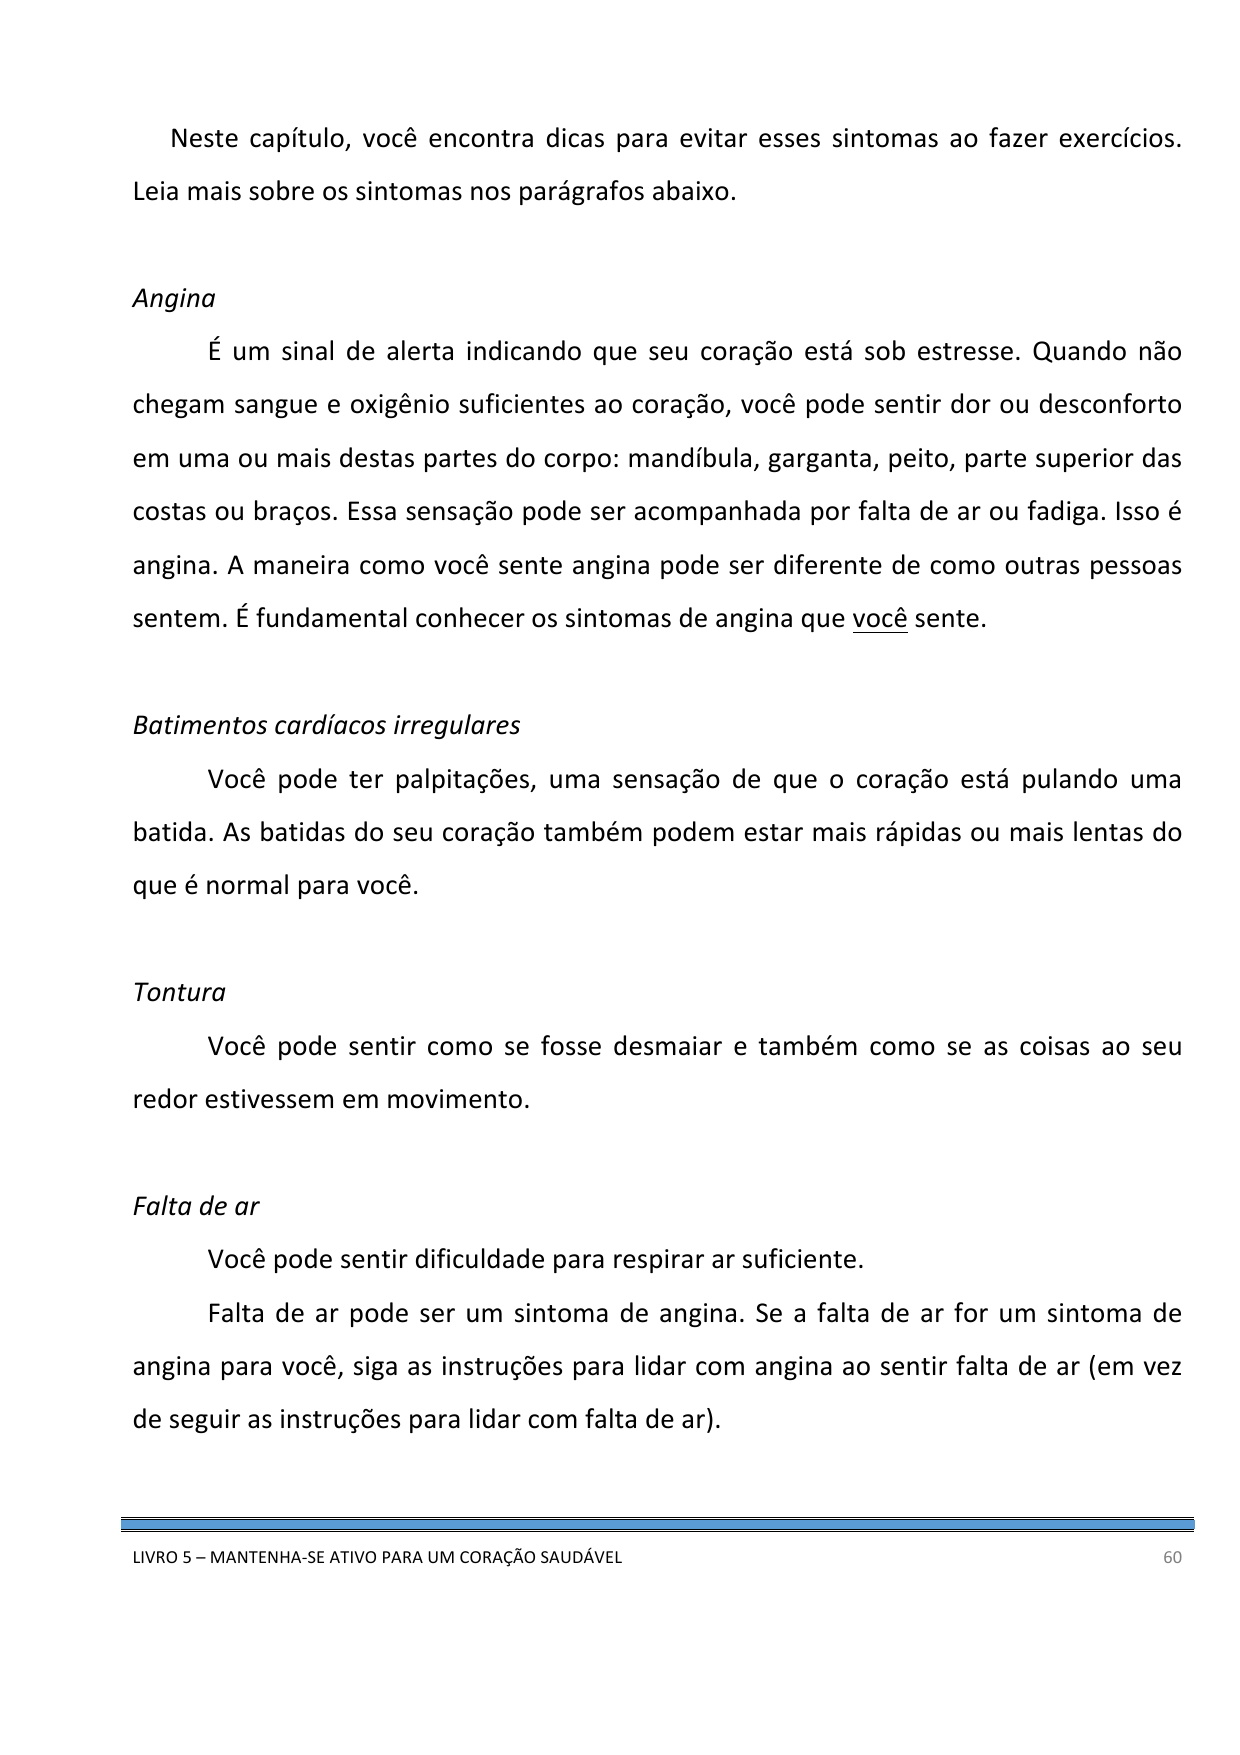 Neste capítulo, você encontra dicas para evitar esses sintomas ao fazer exercícios.
Leia mais sobre os sintomas nos parágrafos abaixo.
Angina
É um sinal de alerta indicando que seu coração está sob estresse. Quando não
chegam sangue e oxigênio suficientes ao coração, você pode sentir dor ou desconforto
em uma ou mais destas partes do corpo: mandíbula, garganta, peito, parte superior das
costas ou braços. Essa sensação pode ser acompanhada por falta de ar ou fadiga. Isso é
angina. A maneira como você sente angina pode ser diferente de como outras pessoas
sentem. É fundamental conhecer os sintomas de angina que você sente.
Batimentos cardíacos irregulares
Você pode ter palpitações, uma sensação de que o coração está pulando uma
batida. As batidas do seu coração também podem estar mais rápidas ou mais lentas do
que é normal para você.
Tontura
Você pode sentir como se fosse desmaiar e também como se as coisas ao seu
redor estivessem em movimento.
Falta de ar
Você pode sentir dificuldade para respirar ar suficiente.
Falta de ar pode ser um sintoma de angina. Se a falta de ar for um sintoma de
angina para você, siga as instruções para lidar com angina ao sentir falta de ar (em vez
de seguir as instruções para lidar com falta de ar).
LIVRO 5 – MANTENHA-SE ATIVO PARA UM CORAÇÃO SAUDÁVEL 60